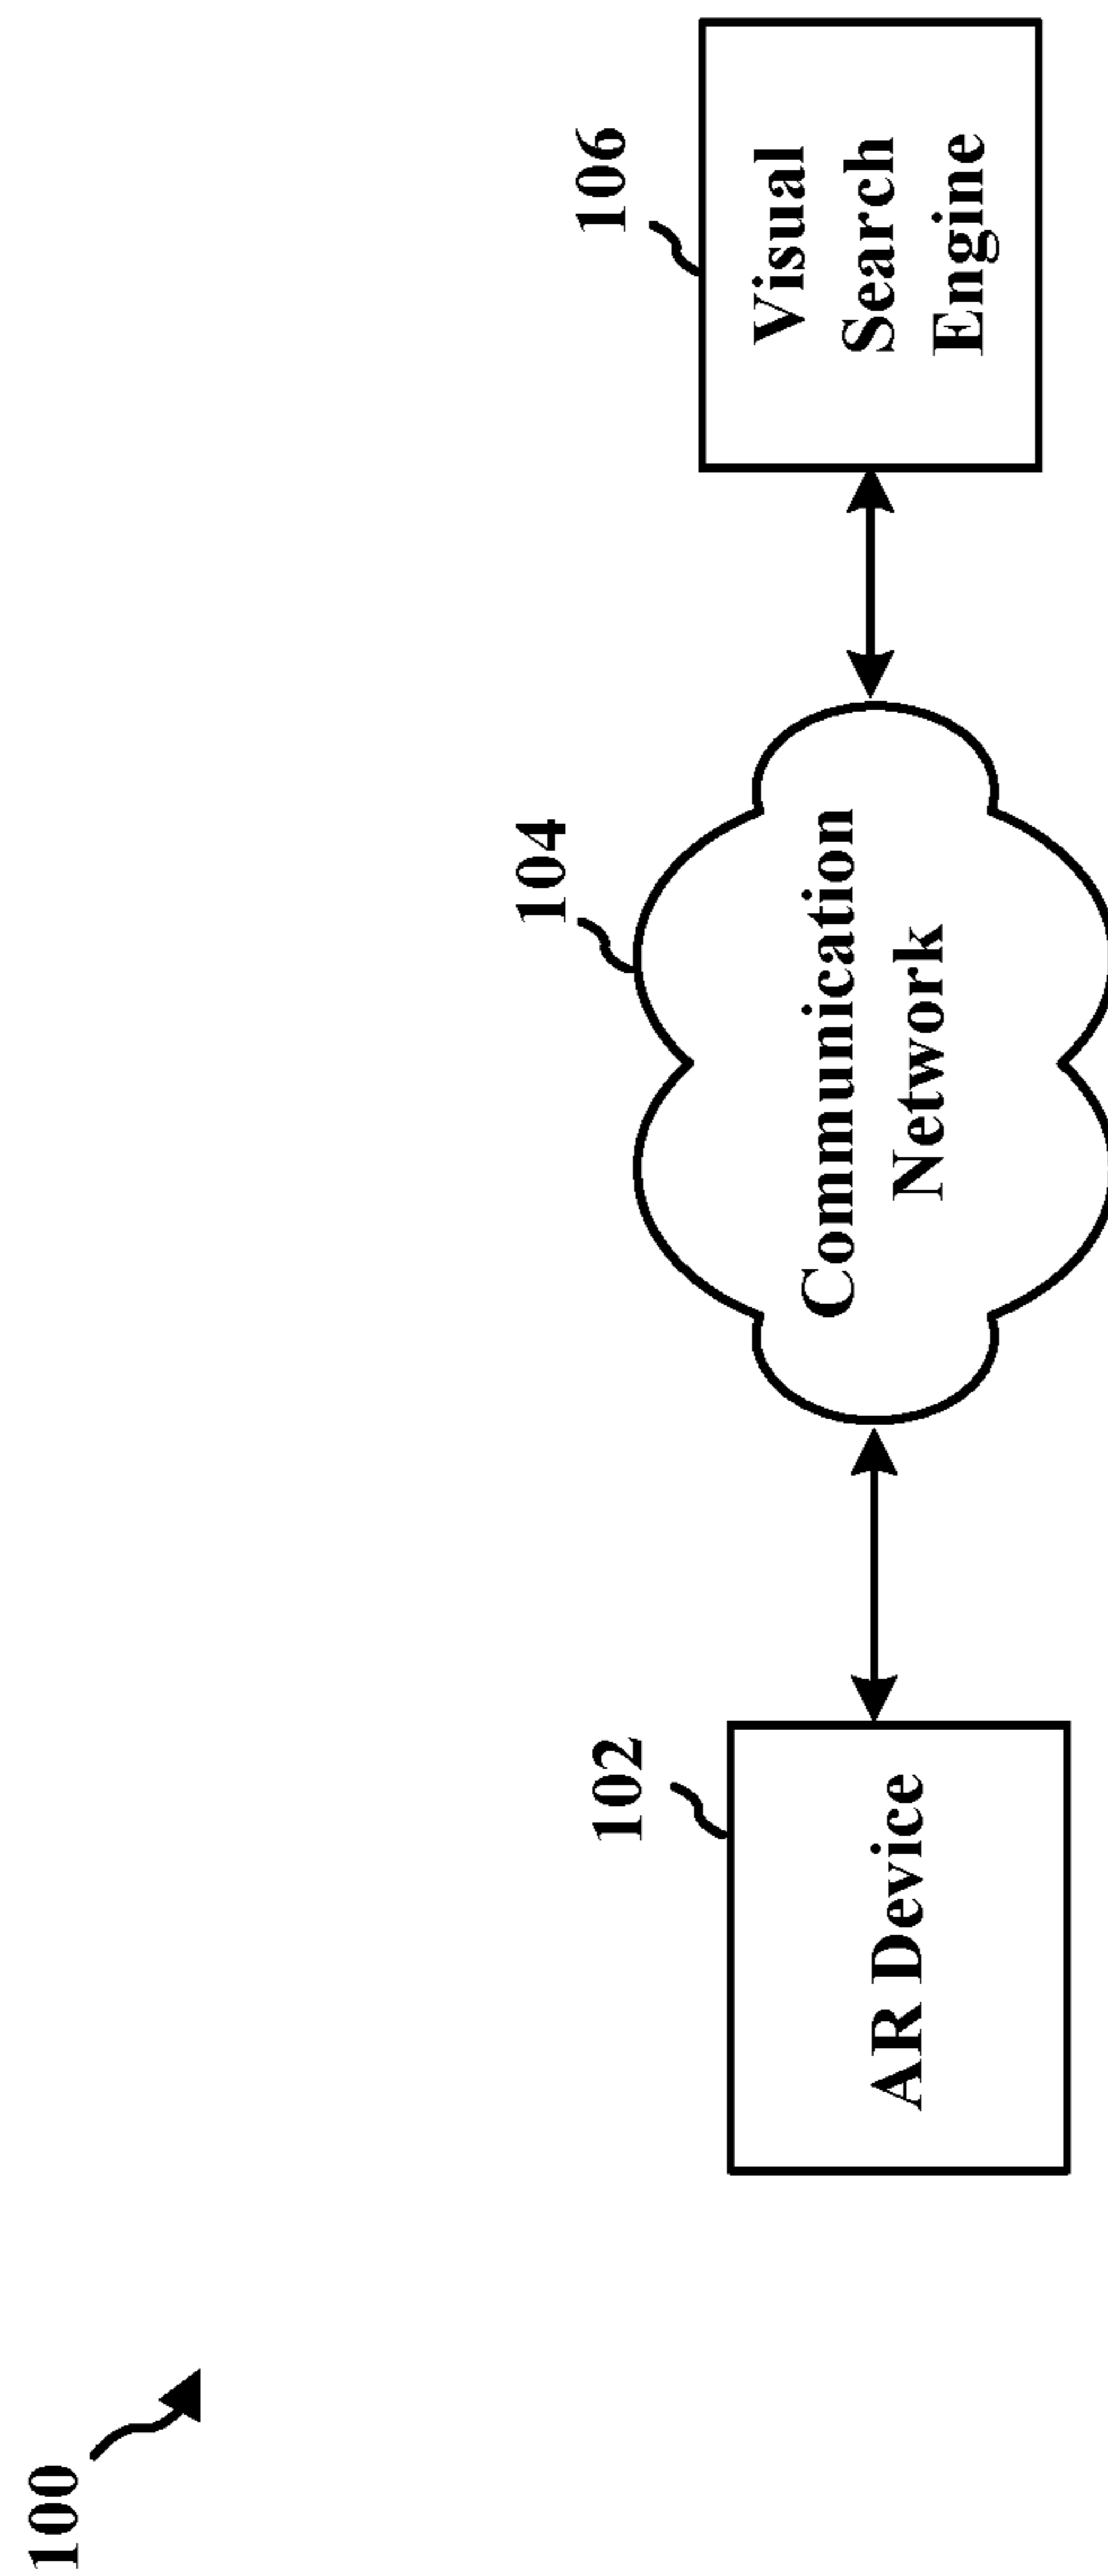 100
102
AR Device
104
Communication
Network
106
Visual
Search
Engine